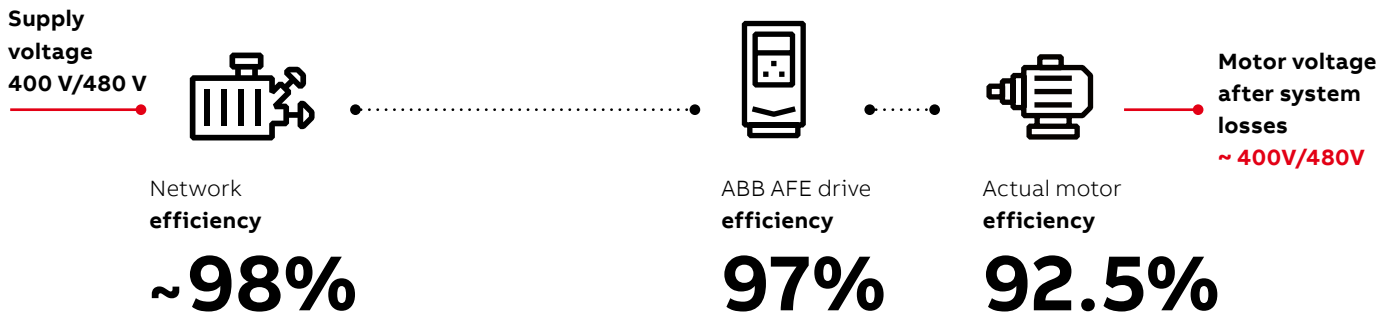 Supply
voltage
400 V/480 V
Motor voltage
after system
losses
~ 400V/480V
Network
efficiency
~98%
ABB AFE drive
efficiency
97%
Actual motor
efficiency
92.5%